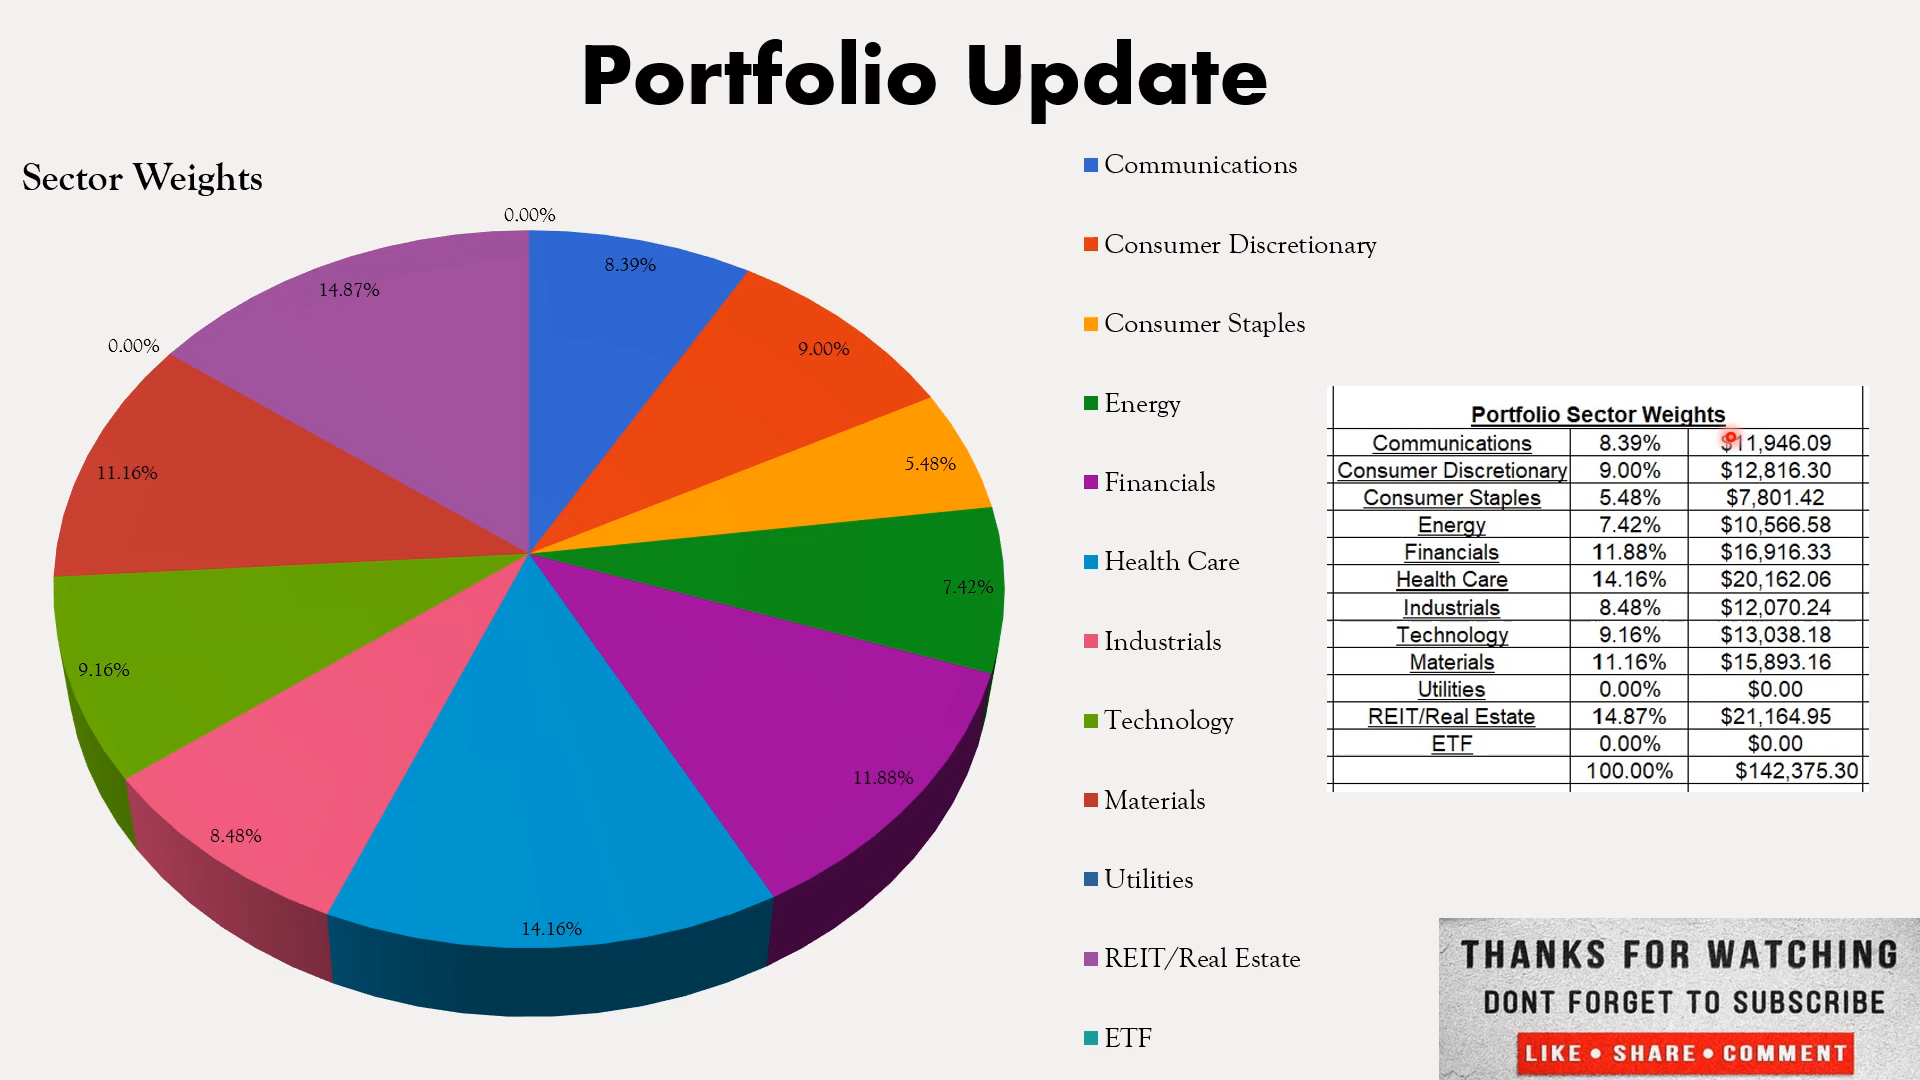 Portfolio Update
Sector Weights
0.00%
8.39%
14.87%
9.00%
0.00%
5.48%
11.16%
7.42%
9.16%
11.88%
8.48%
14.16%
Communications
Consumer Discretionary
Consumer Staples
Energy
Financials
Health Care
Industrials
Technology
Materials
Utilities
REIT/Real Estate
ETF
Portfolio Sector Weights
Communications 8.39% $11,946.09
Consumer Discretionary 9.00% $12,816.30
Consumer Staples 5.48% $7,801.42
Energy 7.42% $10,566.58
Financials 11.88% $16,916.33
Health Care 14.16% $20,162.06
Industrials 8.48% $12,070.24
Technology 9.16% $13,038.18
Materials 11.16% $15,893.16
Utilities 0.00% $0.00
REIT/Real Estate 14.87% $21,164.95
ETF 0.00% $0.00
100.00% $142,375.30
THANKS FOR WATCHING
DONT FORGET TO SUBSCRIBE
LIKE • SHARE • COMMENT